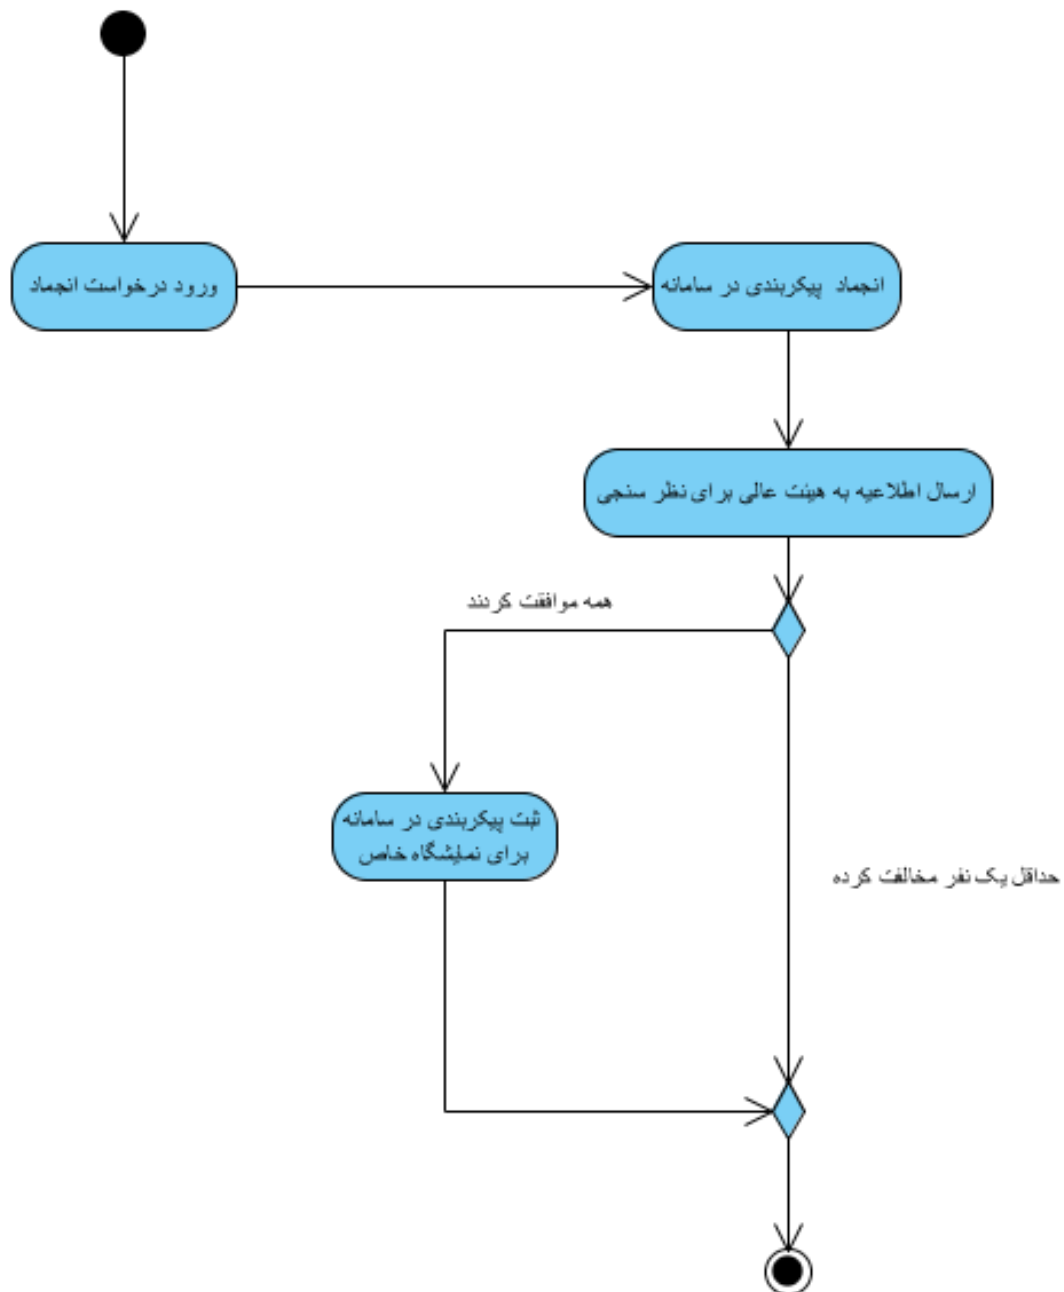 ورود درخواست انجماد
انجماد پیکربندی در سامانه
ارسال اطلاعیه به هیئت عالی برای نظر سنجی
همه موافقت کردند
ثبت پیکربندی در سامانه
برای نمایشگاه خاص
حداقل یک نفر مخالفت کرده